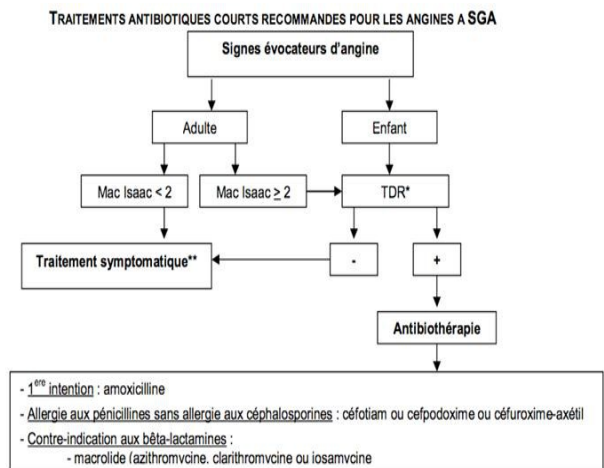 TRAITEMENTS ANTIBIOTIQUES COURTS RECOMMANDES POUR LES ANGINES A SGA
Signes évocateurs d'angine
Adulte
Enfant
Mac Isaac < 2
Mac Isaac ≥ 2
TDR*
Traitement symptomatique**
-
+
Antibiothérapie
- 1ere intention : amoxicilline
- Allergie aux pénicillines sans allergie aux céphalosporines : céfotiam ou cefpodoxime ou céfuroxime-axétil
- Contre-indication aux bêta-lactamines :
- macrolide (azithromycine, clarithromycine ou josamycine